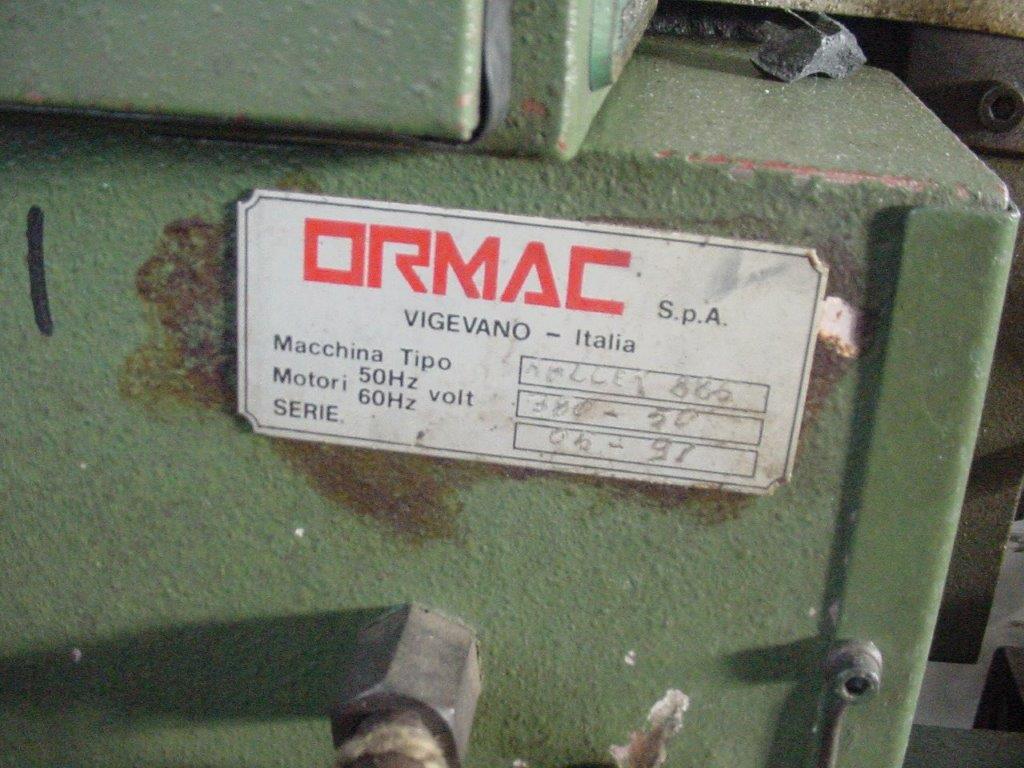 ORMAC S.p.A.
VIGEVANO – Italia
Macchina Tipo
Motori 50Hz 60Hz volt
SERIE.